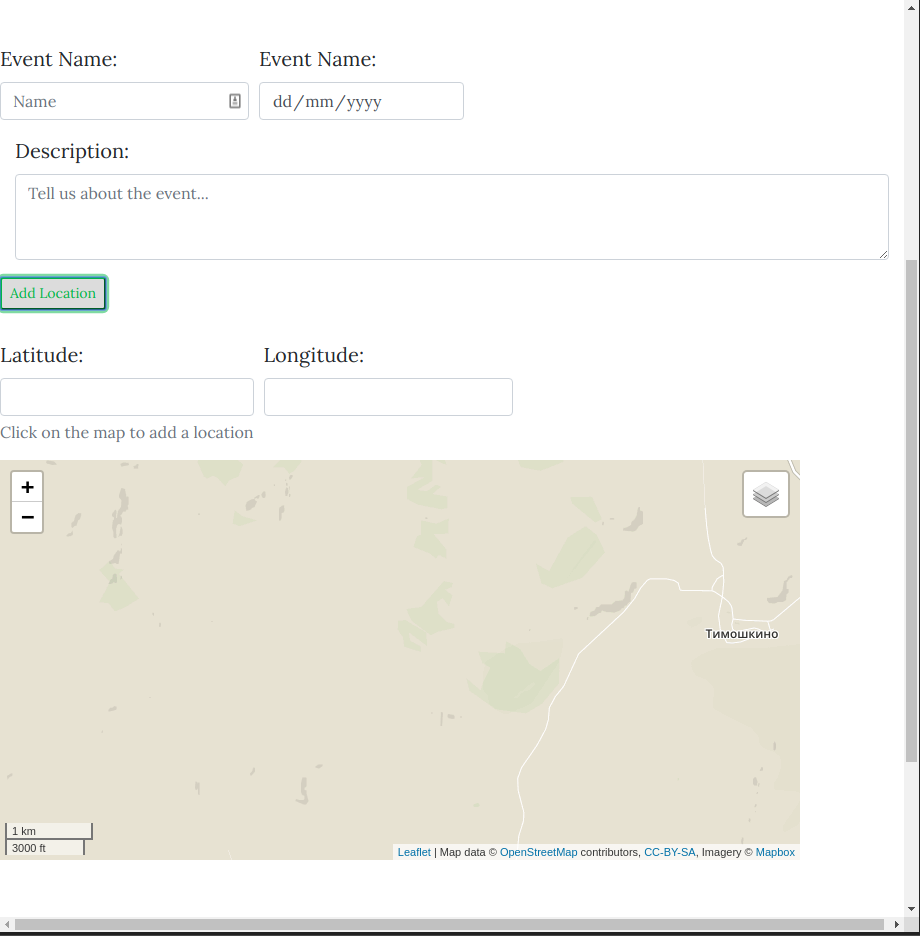 Event Name: Event Name:
Name dd/mm/yyyy
Description:
Tell us about the event...
Add Location
Latitude: Longitude:
Click on the map to add a location
+
−
Тимошкино
1 km
3000 ft
Leaflet | Map data © OpenStreetMap contributors, CC-BY-SA, Imagery © Mapbox